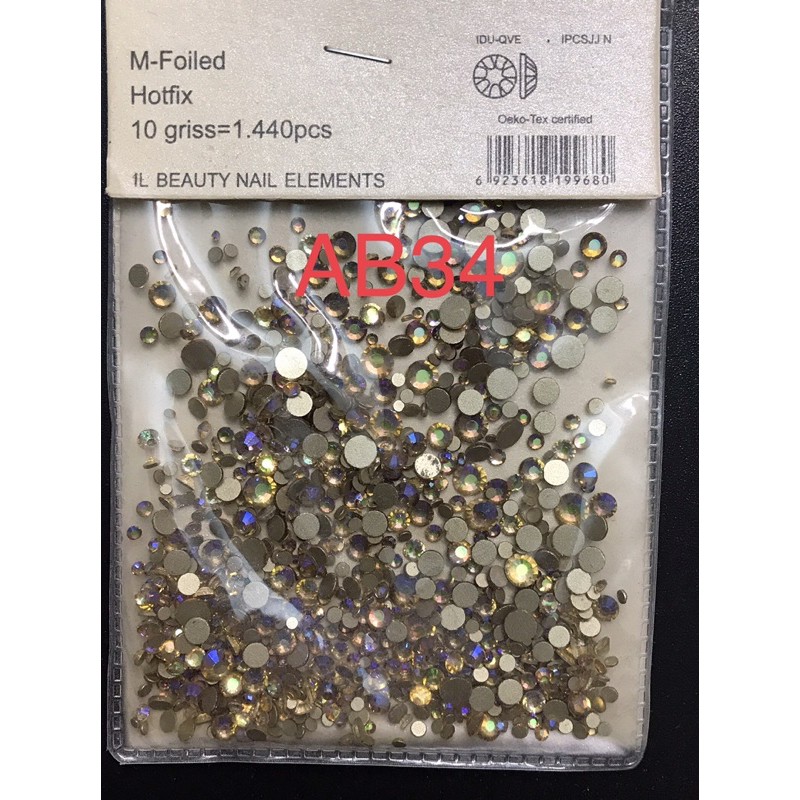 M-Foiled
Hotfix
10 griss=1.440pcs
1L BEAUTY NAIL ELEMENTS
IDU-QVE . IPCSJJ N
Oeko-Tex certified
6 923618 199680
AB34